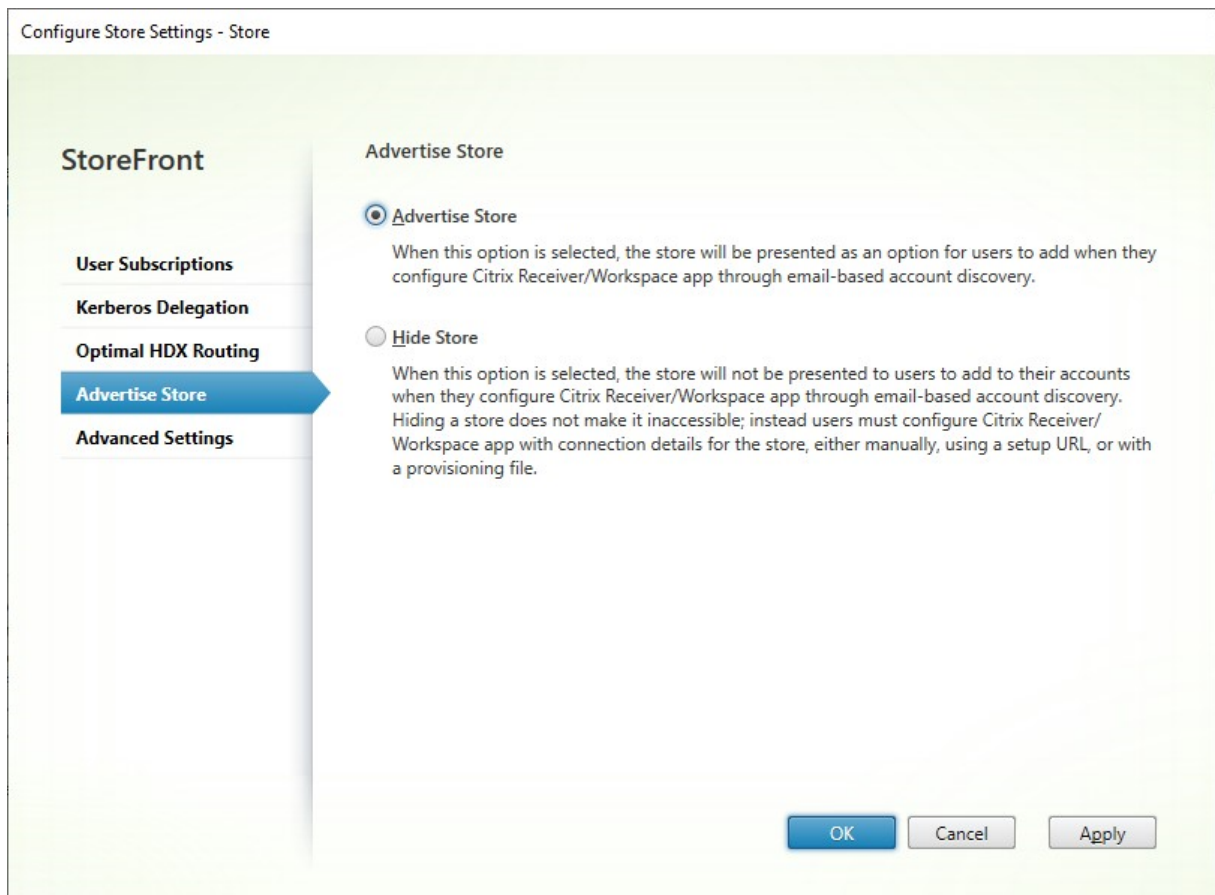 Configure Store Settings - Store
StoreFront
User Subscriptions
Kerberos Delegation
Optimal HDX Routing
Advertise Store
Advanced Settings
Advertise Store
Advertise Store
When this option is selected, the store will be presented as an option for users to add when they
configure Citrix Receiver/Workspace app through email-based account discovery.
Hide Store
When this option is selected, the store will not be presented to users to add to their accounts
when they configure Citrix Receiver/Workspace app through email-based account discovery.
Hiding a store does not make it inaccessible; instead users must configure Citrix Receiver/
Workspace app with connection details for the store, either manually, using a setup URL, or with
a provisioning file.
OK
Cancel
Apply